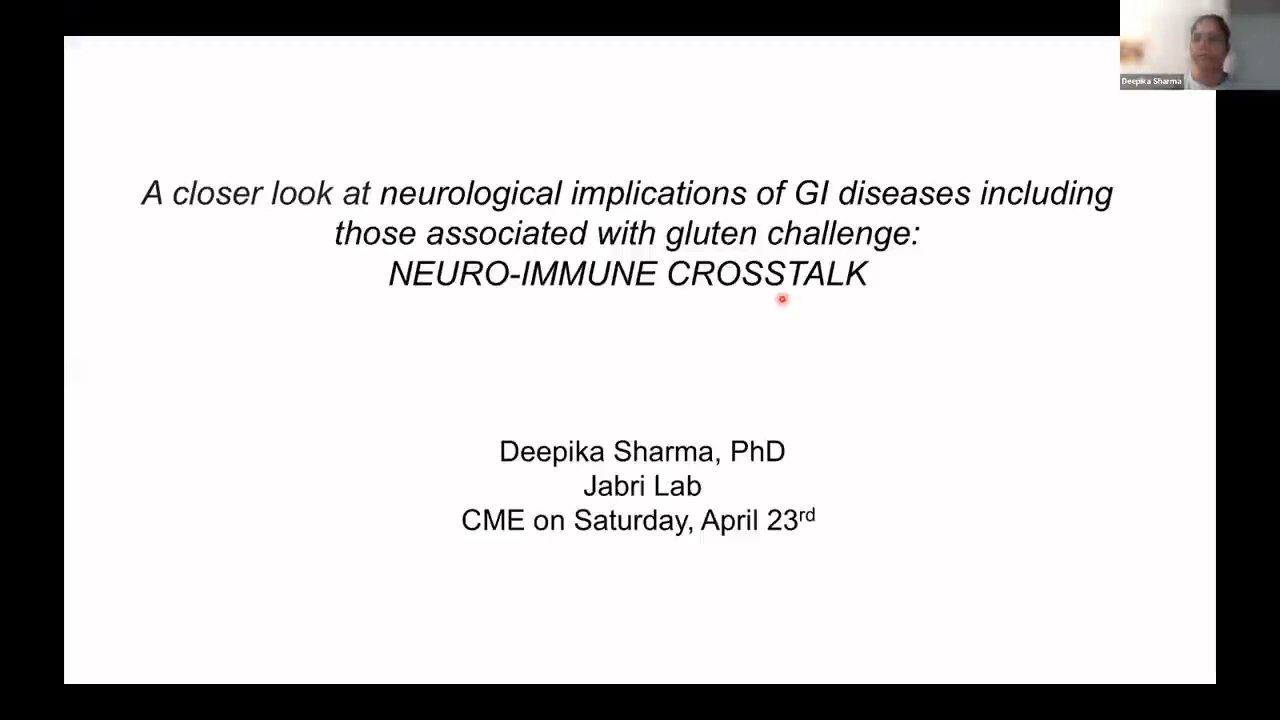 Deepika Sharma
A closer look at neurological implications of GI diseases including
those associated with gluten challenge:
NEURO-IMMUNE CROSSTALK
Deepika Sharma, PhD
Jabri Lab
CME on Saturday, April 23rd